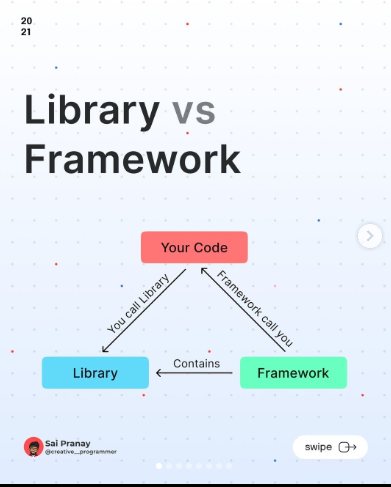 20
21
Library vs
Framework
Your Code
You call Library
Framework call you
Contains
Library
Framework
Sai Pranay
@creative__programmer
swipe